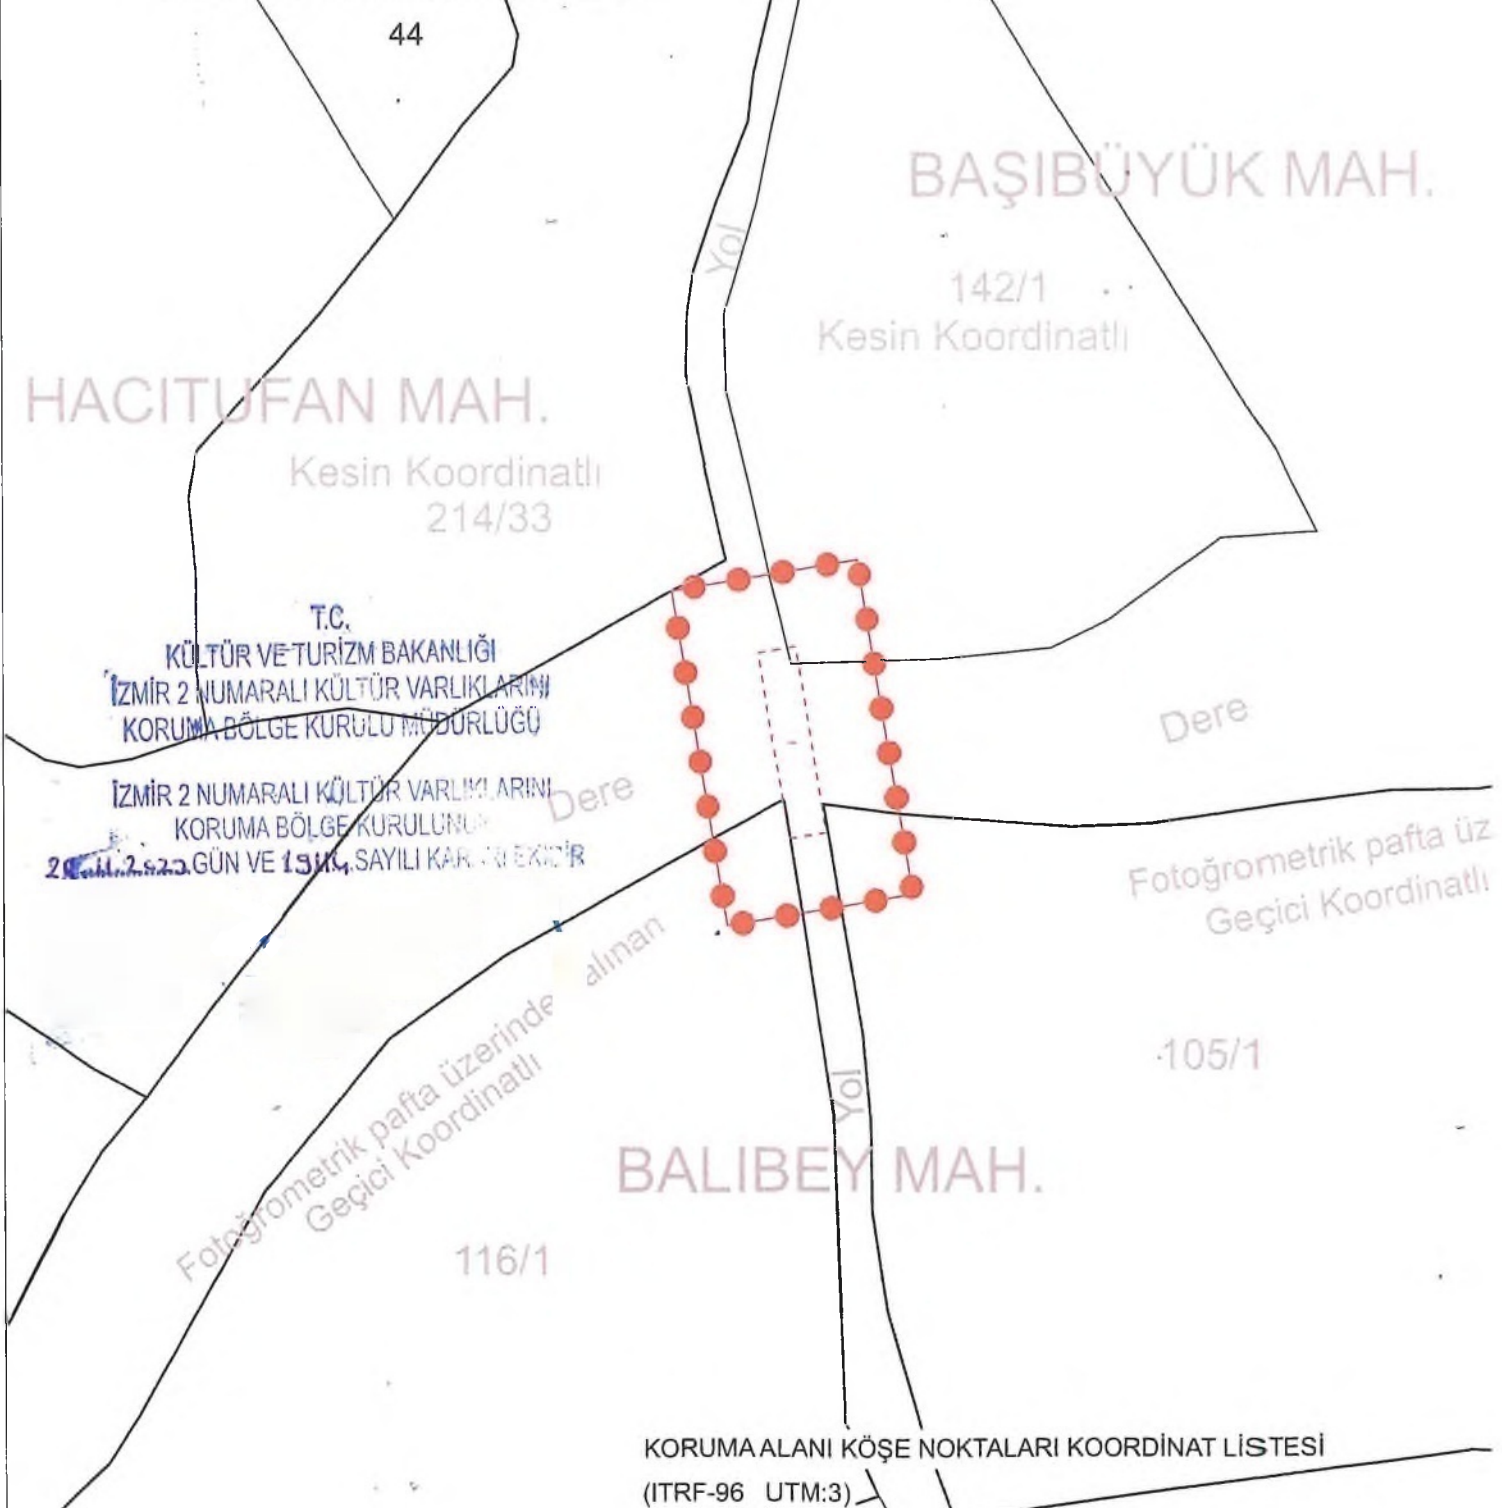 44
BAŞIBÜYÜK MAH.
Yol
142/1
Kesin Koordinatlı
HACITUFAN MAH.
Kesin Koordinatlı
214/33
T.C.
KÜLTÜR VE TURİZM BAKANLIĞI
İZMİR 2 NUMARALI KÜLTÜR VARLIKLARINI
KORUMA BÖLGE KURULU MÜDÜRLÜĞÜ
Dere
İZMİR 2 NUMARALI KÜLTÜR VARLIKLARINI
KORUMA BÖLGE KURULUNUN
GÜN VE SAYILI
Dere
Fotoğrometrik pafta üz
Geçici Koordinatlı
Fotoğrometrik pafta üzerinde alınan
Geçici Koordinatlı
105/1
Yol
BALIBEY MAH.
116/1
KORUMA ALANI KÖŞE NOKTALARI KOORDİNAT LİSTESİ
(ITRF-96 UTM:3)